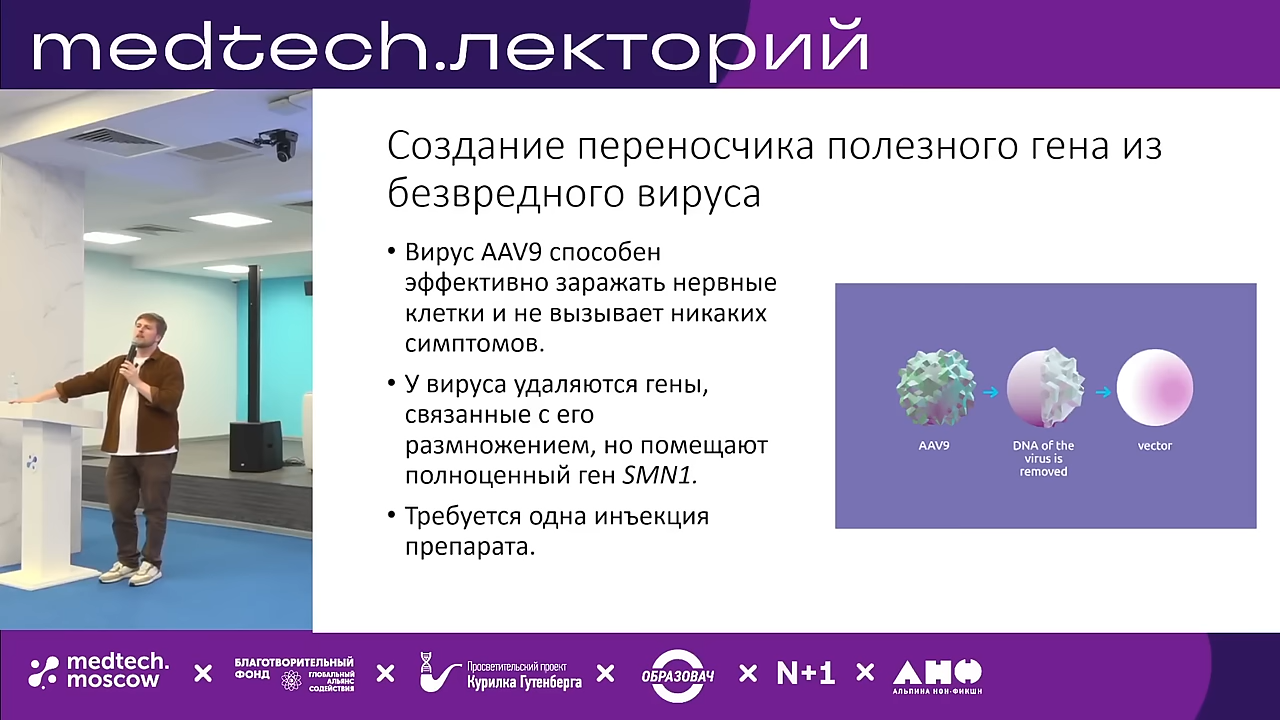 medtech.лекторий
Создание переносчика полезного гена из
безвредного вируса
• Вирус AAV9 способен
эффективно заражать нервные
клетки и не вызывает никаких
симптомов.
• У вируса удаляются гены,
связанные с его
размножением, но помещают
полноценный ген SMN1.
• Требуется одна инъекция
препарата.
AAV9
DNA of the
virus is
removed
vector
medtech.
moscow
БЛАГОТВОРИТЕЛЬНЫЙ
ФОНД
ГЛОБАЛЬНЫЙ
АЛЬЯНС
СОДЕЙСТВИЯ
Просветительский проект
Курилка Гутенберга
ОБРАЗОВАЧ
N+1
АНФ
АЛЬПИНА НОН-ФИКШН